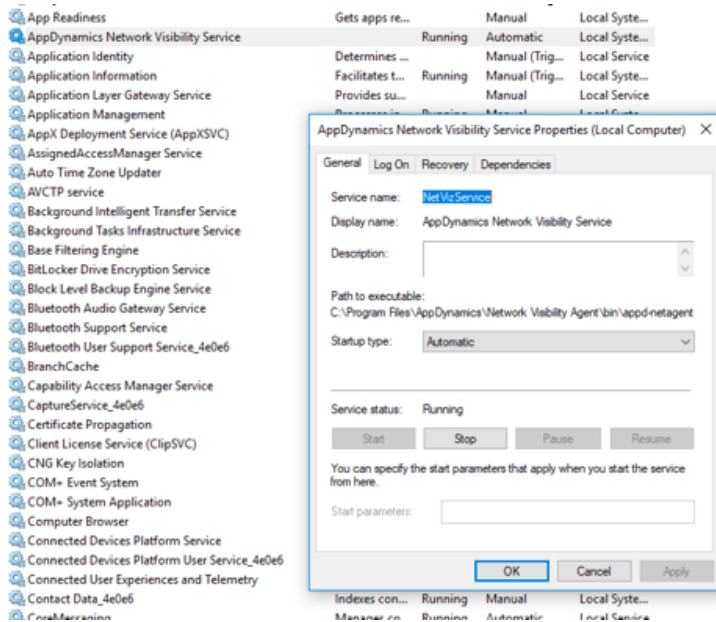 App Readiness Gets apps re... Manual Local Syste...
AppDynamics Network Visibility Service Running Automatic Local Syste...
Application Identity Determines ... Manual (Trig... Local Service
Application Information Facilitates t... Running Manual (Trig... Local Syste...
Application Layer Gateway Service Provides su... Manual Local Service
Application Management
AppX Deployment Service (AppXSVC)
AssignedAccessManager Service
Auto Time Zone Updater
AVCTP service
Background Intelligent Transfer Service
Background Tasks Infrastructure Service
Base Filtering Engine
BitLocker Drive Encryption Service
Block Level Backup Engine Service
Bluetooth Audio Gateway Service
Bluetooth Support Service
Bluetooth User Support Service_4e0e6
BranchCache
Capability Access Manager Service
CaptureService_4e0e6
Certificate Propagation
Client License Service (ClipSVC)
CNG Key Isolation
COM+ Event System
COM+ System Application
Computer Browser
Connected Devices Platform Service
Connected Devices Platform User Service_4e0e6
Connected User Experiences and Telemetry
Contact Data_4e0e6 Indexes con... Running Manual Local Syste...
CoreMessaging Manages co... Running Automatic Local Service
AppDynamics Network Visibility Service Properties (Local Computer)
General Log On Recovery Dependencies
Service name: NetVizService
Display name: AppDynamics Network Visibility Service
Description:
Path to executable:
C:\Program Files\AppDynamics\Network Visibility Agent\bin\appd-netagent
Startup type: Automatic
Service status: Running
Start Stop Pause Resume
You can specify the start parameters that apply when you start the service
from here.
Start parameters:
OK Cancel Apply